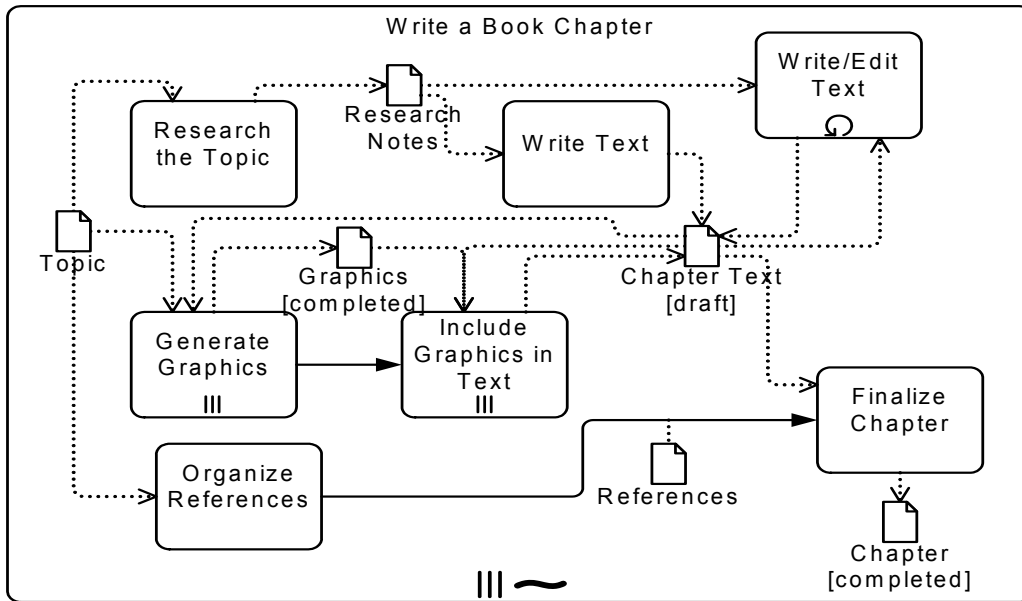 Write a Book Chapter
Write/Edit
Text
Research
the Topic
Research
Notes
Write Text
Topic
Graphics
[completed]
Chapter Text
[draft]
Generate
Graphics
Include
Graphics in
Text
Finalize
Chapter
Organize
References
References
Chapter
[completed]